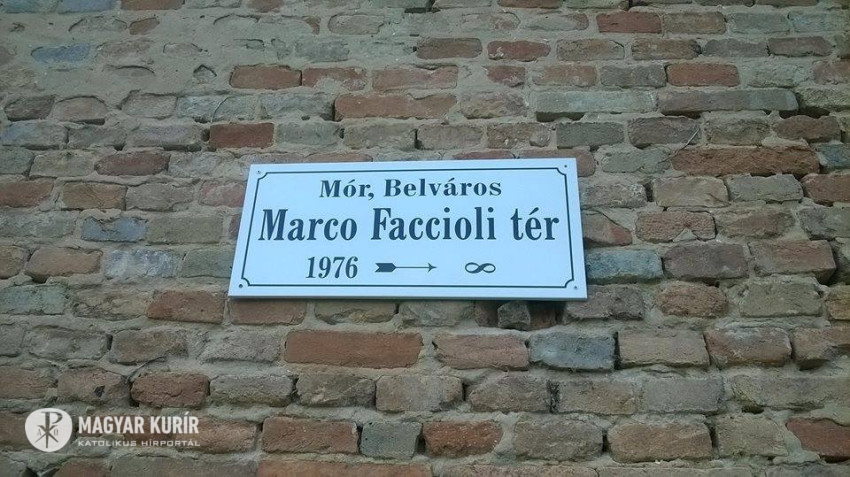 Mór, Belváros
Marco Faccioli tér
1976 → ∞
MAGYAR KURÍR
KATOLIKUS HÍRPORTÁL